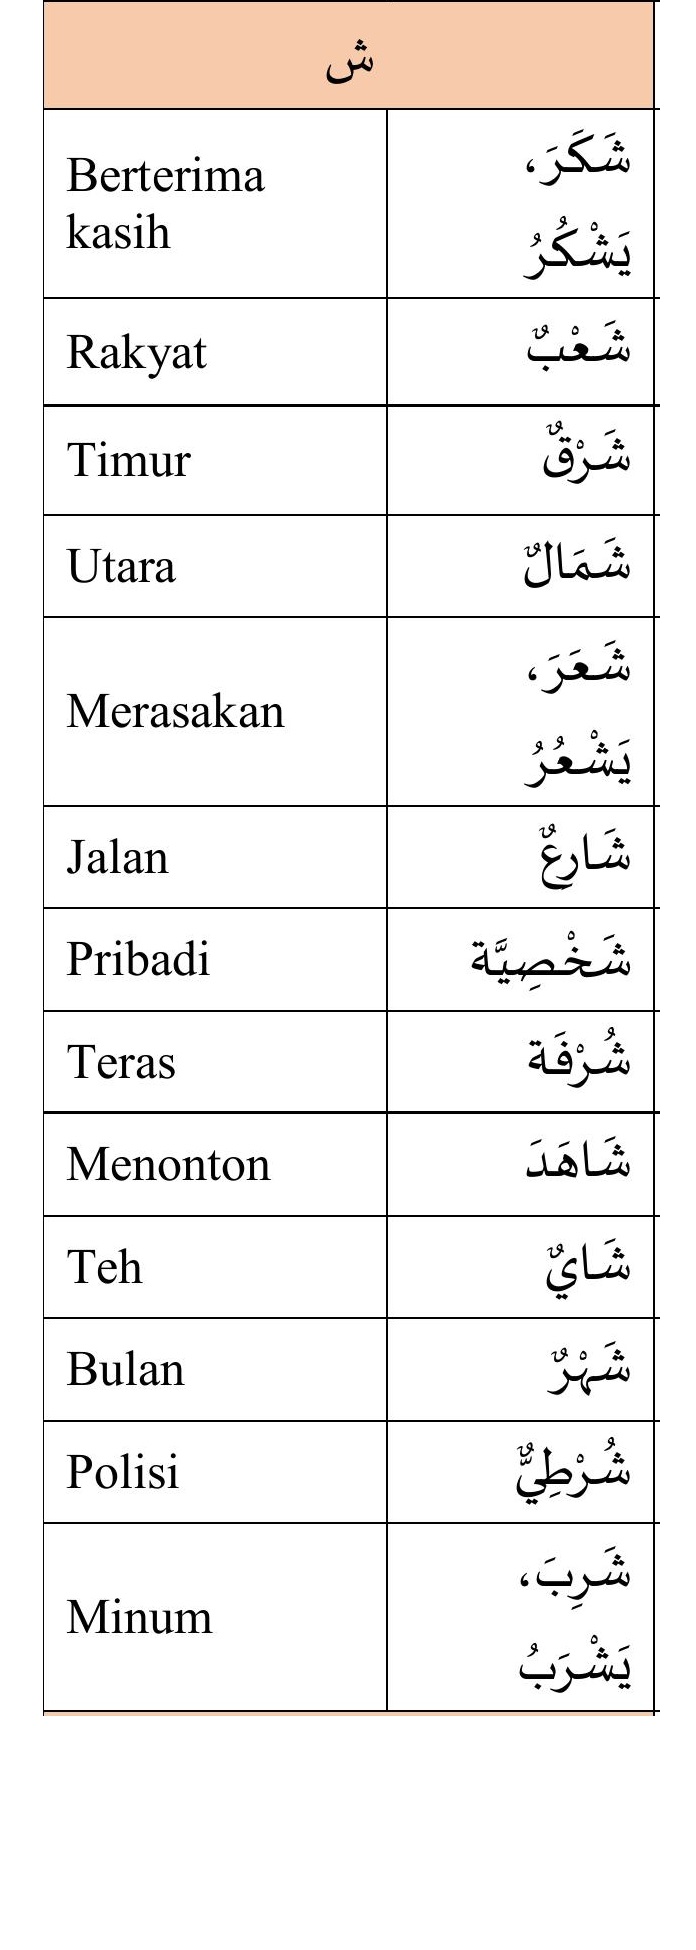 ش
Berterima شَكَرَ،
kasih يَشْكُرُ
Rakyat شَعْبٌ
Timur شَرْقٌ
Utara شَمَالٌ
شَعَرَ،
Merasakan
يَشْعُرُ
Jalan شَارِعٌ
Pribadi شَخْصِيَّة
Teras شُرْفَة
Menonton شَاهَدَ
Teh شَايٌ
Bulan شَهْرٌ
Polisi شُرْطِيٌّ
شَرِبَ،
Minum
يَشْرَبُ